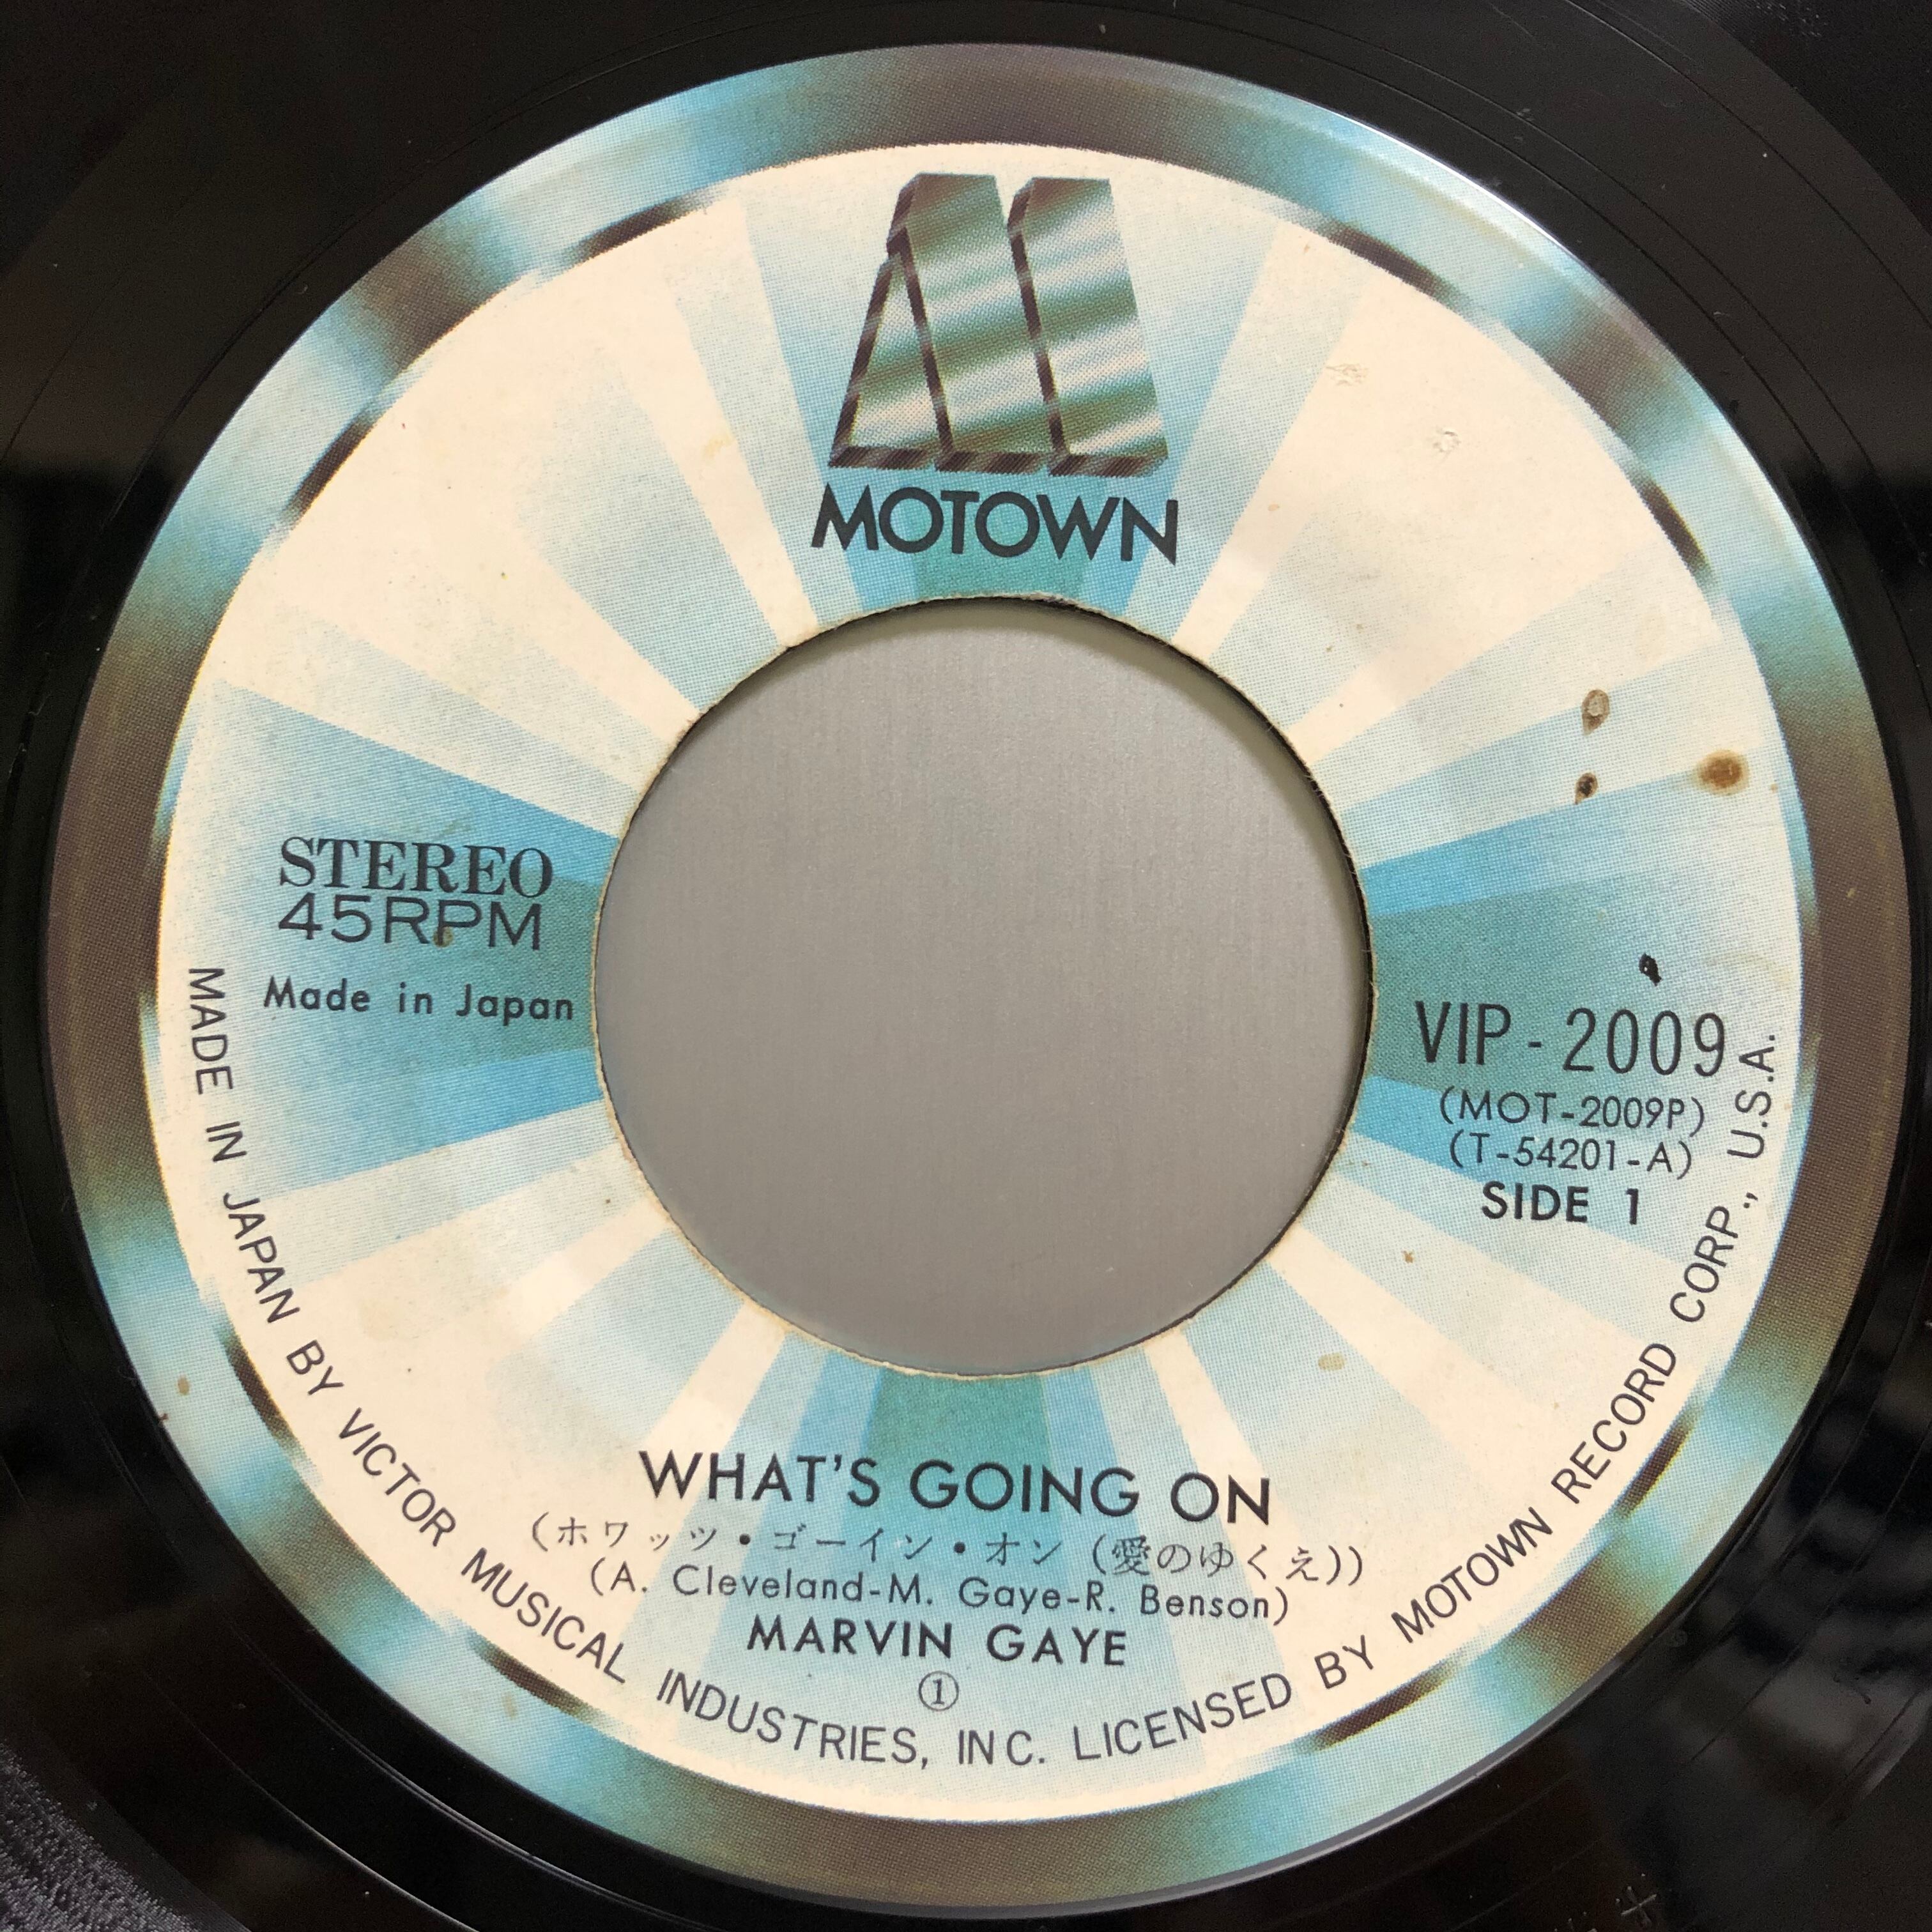 MOTOWN
STEREO
45RPM
Made in Japan
VIP - 2009
(MOT-2009P)
(T-54201-A)
SIDE 1
WHAT'S GOING ON
(ホワッツ・ゴーイン・オン (愛のゆくえ))
(A. Cleveland-M. Gaye-R. Benson)
MARVIN GAYE
①
MADE IN JAPAN BY VICTOR MUSICAL INDUSTRIES, INC. LICENSED BY MOTOWN RECORD CORP., U.S.A.